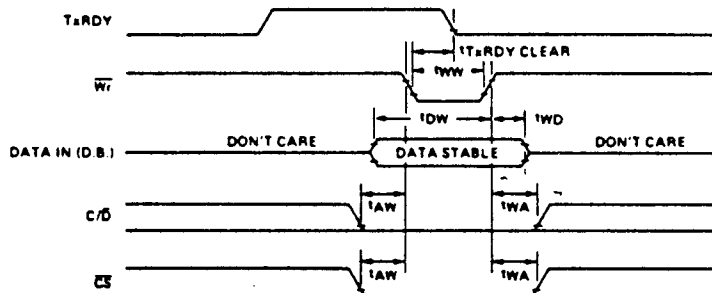 TxRDY
tTxRDY CLEAR
tWW
Wr
tDW
tWD
DATA IN (D.B.)
DON'T CARE
DATA STABLE
DON'T CARE
tAW
tWA
C/D̄
tAW
tWA
CS